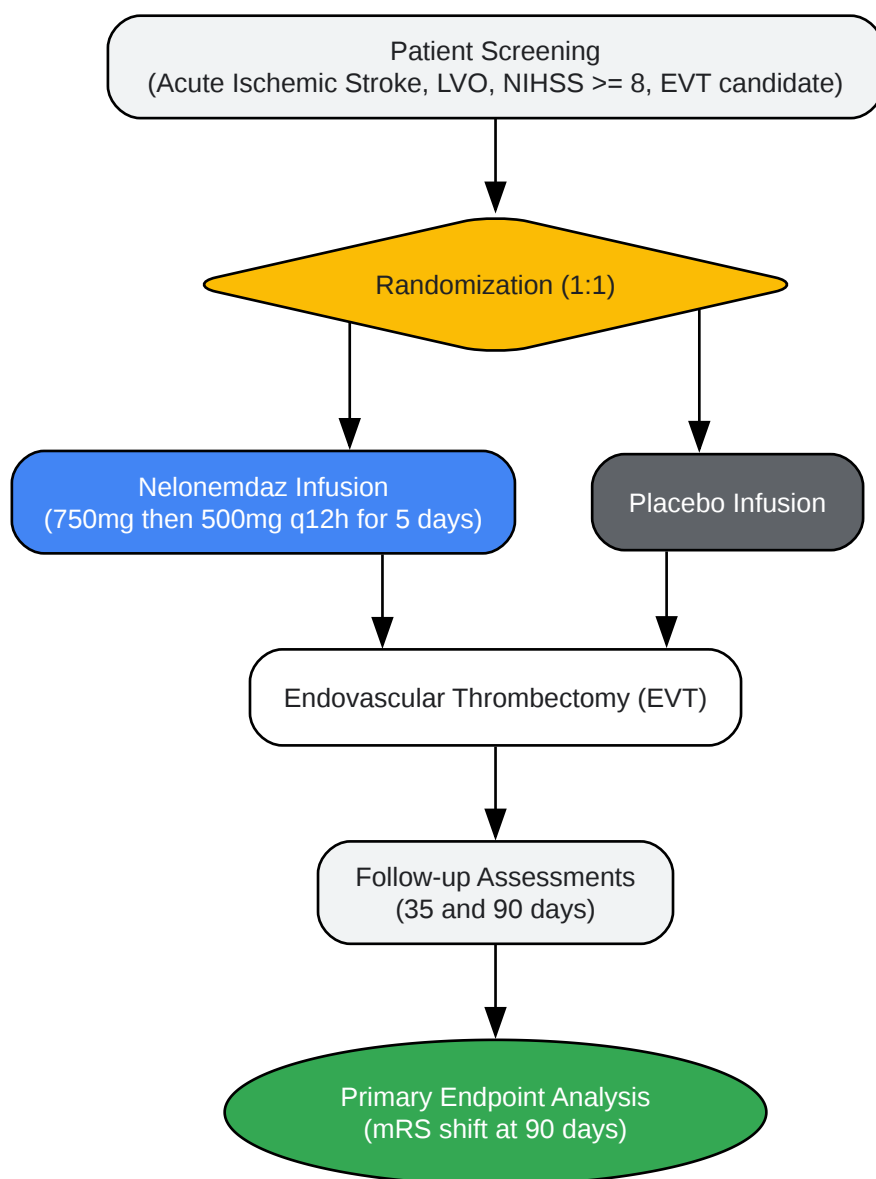 Patient Screening
(Acute Ischemic Stroke, LVO, NIHSS >= 8, EVT candidate)
Randomization (1:1)
Nelonemdaz Infusion
(750mg then 500mg q12h for 5 days)
Placebo Infusion
Endovascular Thrombectomy (EVT)
Follow-up Assessments
(35 and 90 days)
Primary Endpoint Analysis
(mRS shift at 90 days)